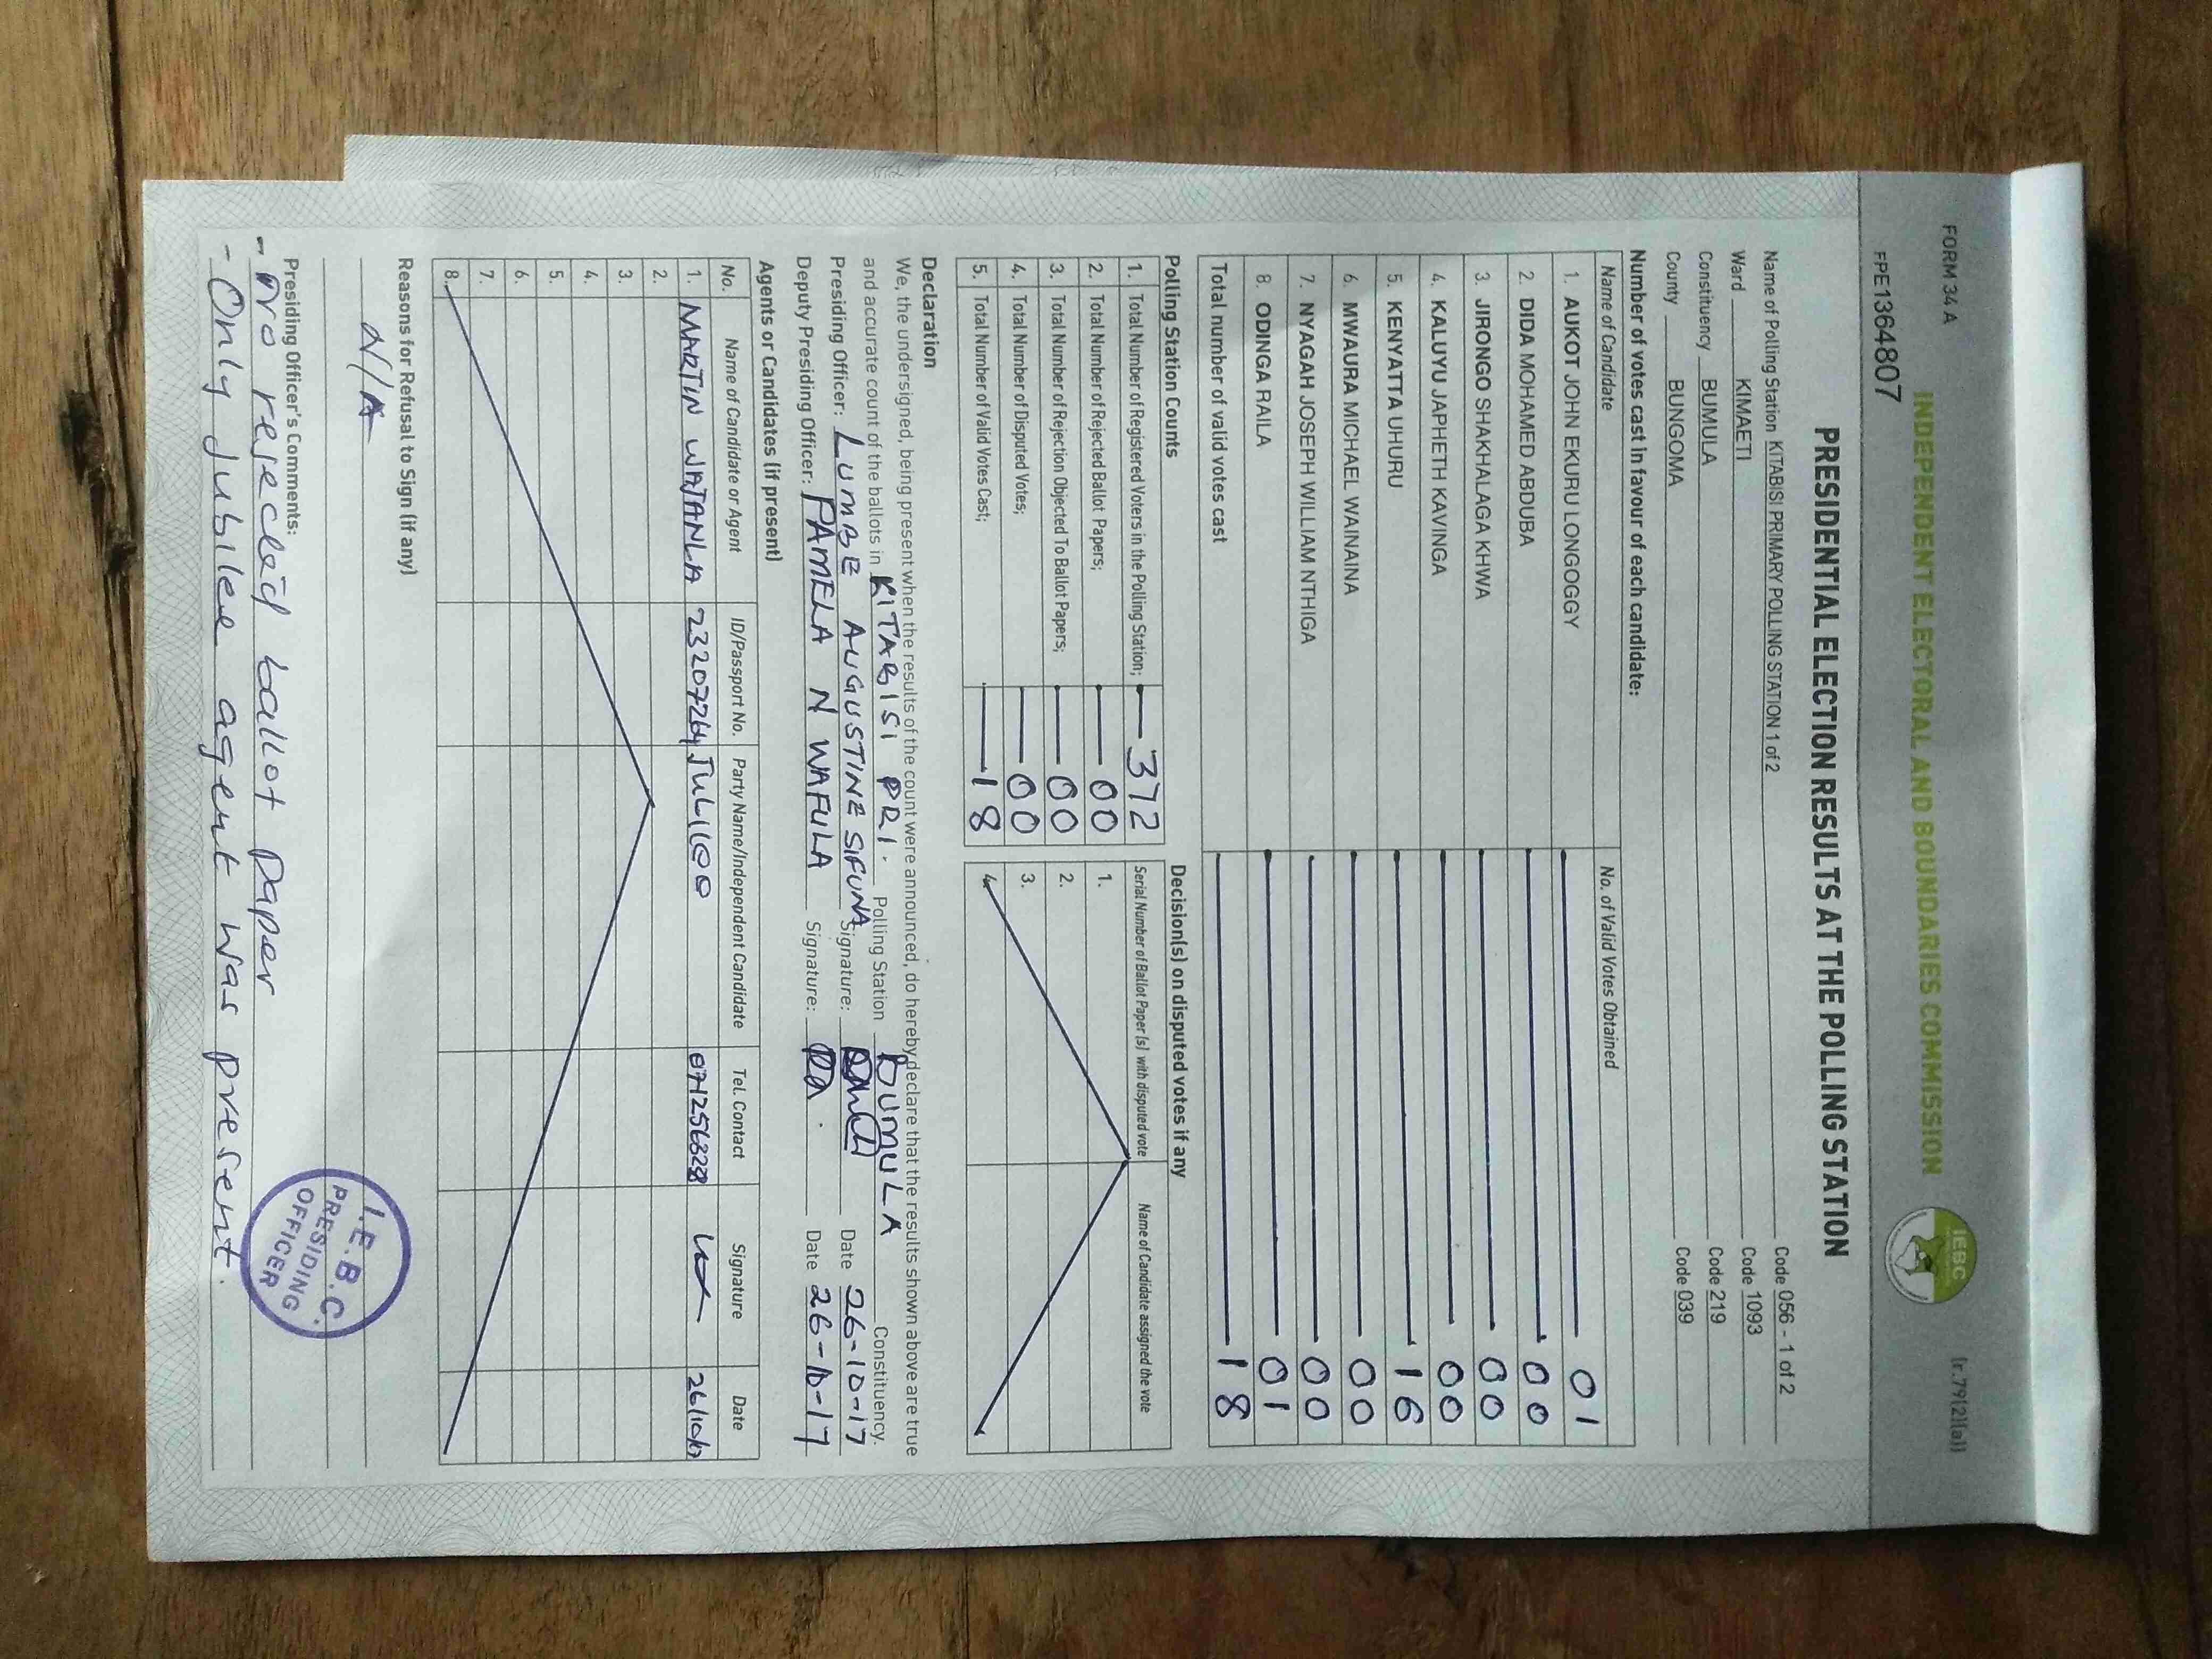 FORM 34 A
(r.79(2)(a))
INDEPENDENT ELECTORAL AND BOUNDARIES COMMISSION
IEBC
FPE1364807
PRESIDENTIAL ELECTION RESULTS AT THE POLLING STATION
Name of Polling Station KITABISI PRIMARY POLLING STATION 1 of 2 Code 056 - 1 of 2
Ward KIMAETI Code 1093
Constituency BUMULA Code 219
County BUNGOMA Code 039
Number of votes cast in favour of each candidate:
Name of Candidate No. of Valid Votes Obtained
1. AUKOT JOHN EKURU LONGOGGY 01
2. DIDA MOHAMED ABDUBA 00
3. JIRONGO SHAKHALAGA KHWA 00
4. KALUYU JAPHETH KAVINGA 00
5. KENYATTA UHURU 16
6. MWAURA MICHAEL WAINAINA 00
7. NYAGAH JOSEPH WILLIAM NTHIGA 00
8. ODINGA RAILA 01
Total number of valid votes cast 18
Polling Station Counts
1. Total Number of Registered Voters in the Polling Station; 372
2. Total Number of Rejected Ballot Papers; 00
3. Total Number of Rejection Objected To Ballot Papers; 00
4. Total Number of Disputed Votes; 00
5. Total Number of Valid Votes Cast; 18
Decision(s) on disputed votes if any
Serial Number of Ballot Paper(s) with disputed vote Name of Candidate assigned the vote
1.
2.
3.
4.
Declaration
We, the undersigned, being present when the results of the count were announced, do hereby declare that the results shown above are true
and accurate count of the ballots in KITABISI PRI. Polling Station BUMULA Constituency.
Presiding Officer: LUMBE AUGUSTINE SIFUNA Signature: Date 26-10-17
Deputy Presiding Officer: PAMELA N WAFULA Signature: Date 26-10-17
Agents or Candidates (if present)
No. Name of Candidate or Agent ID/Passport No. Party Name/Independent Candidate Tel. Contact Signature Date
1. MARTIN 0712256828 26/10/17
2.
3.
4.
5.
6.
7.
8.
Reasons for Refusal to Sign (if any)
N/A
Presiding Officer's Comments:
- No rejected ballot paper
- Only Jubilee agent was present.
I.E.B.C.
PRESIDING
OFFICER